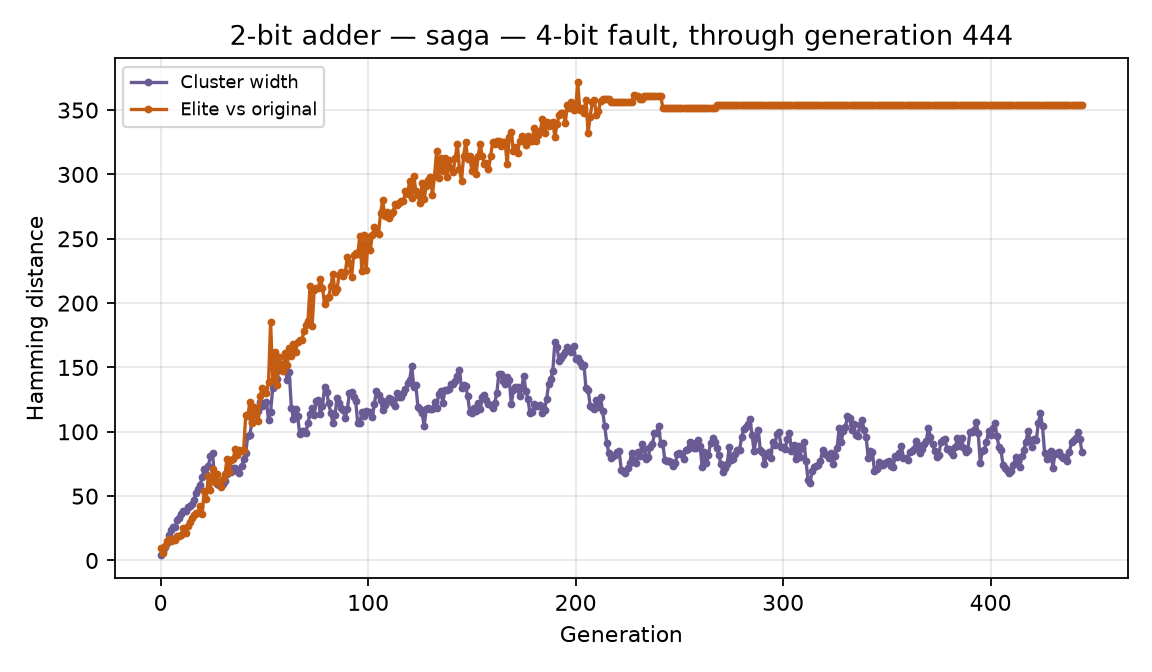 2-bit adder — saga — 4-bit fault, through generation 444
Cluster width
Elite vs original
Hamming distance
350
300
250
200
150
100
50
0
0 100 200 300 400
Generation